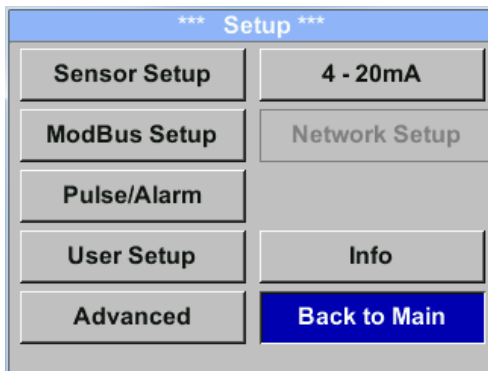 *** Setup ***
Sensor Setup
4 - 20mA
ModBus Setup
Network Setup
Pulse/Alarm
User Setup
Info
Advanced
Back to Main